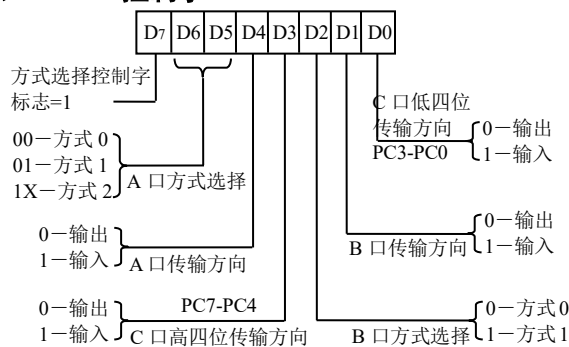 D7 D6 D5 D4 D3 D2 D1 D0
方式选择控制字
标志=1
C 口低四位
传输方向
PC3-PC0
0－输出
1－输入
00－方式 0
01－方式 1
1X－方式 2
A 口方式选择
0－输出
1－输入
A 口传输方向
0－输出
1－输入
B 口传输方向
0－输出
1－输入
PC7-PC4
C 口高四位传输方向
0－方式 0
1－方式 1
B 口方式选择